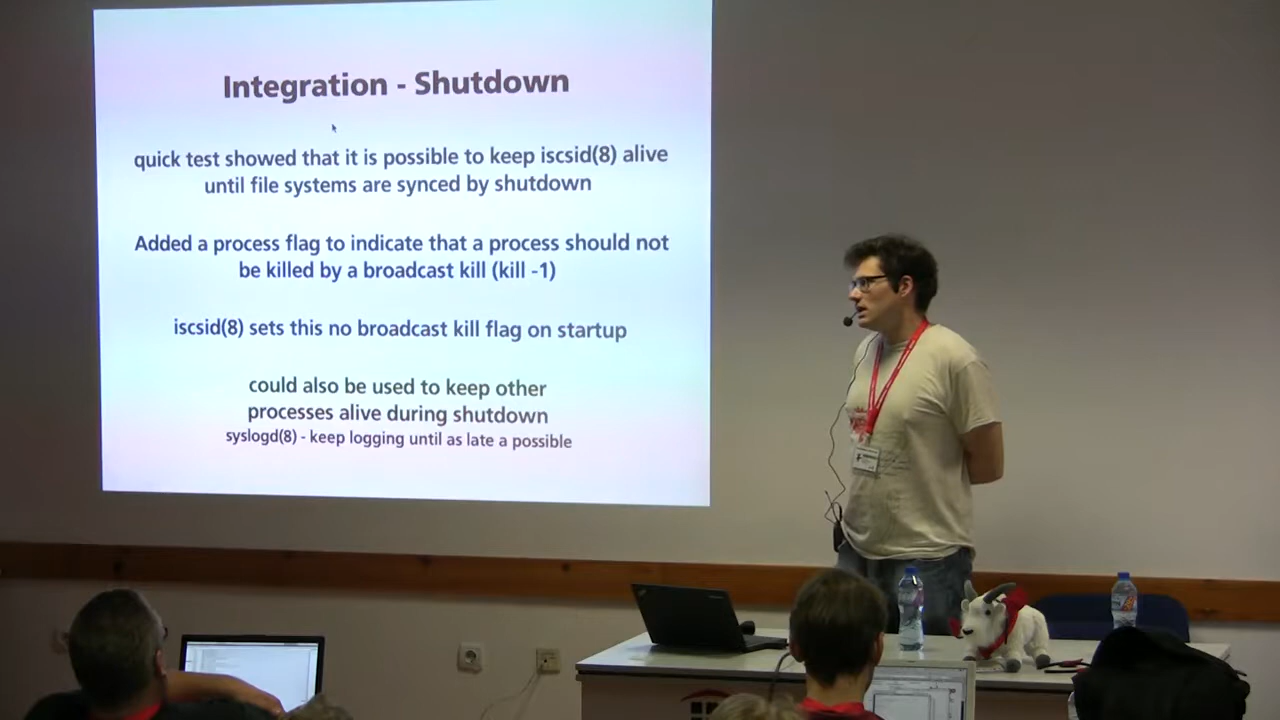 Integration - Shutdown
quick test showed that it is possible to keep iscsid(8) alive
until file systems are synced by shutdown
Added a process flag to indicate that a process should not
be killed by a broadcast kill (kill -1)
iscsid(8) sets this no broadcast kill flag on startup
could also be used to keep other
processes alive during shutdown
syslogd(8) - keep logging until as late a possible